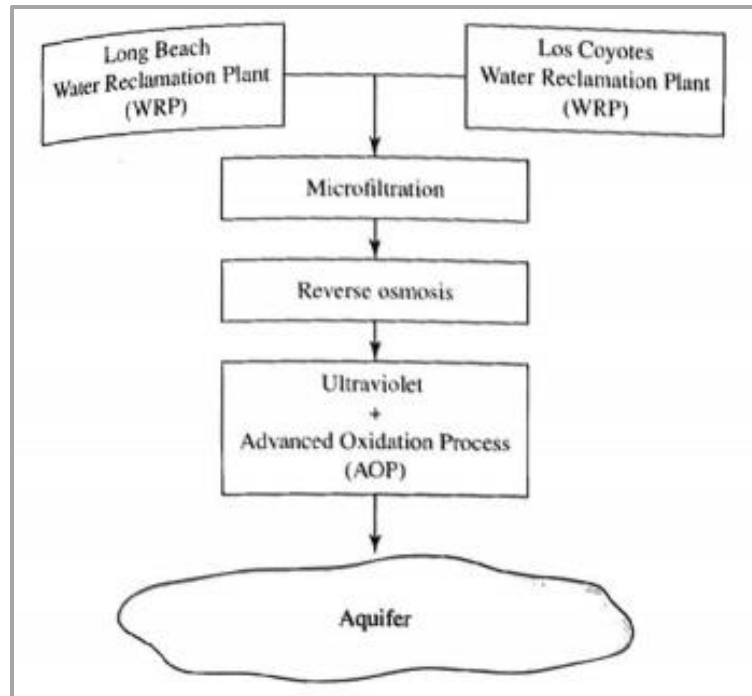 Long Beach
Water Reclamation Plant
(WRP)
Los Coyotes
Water Reclamation Plant
(WRP)
Microfiltration
Reverse osmosis
Ultraviolet
+
Advanced Oxidation Process
(AOP)
Aquifer